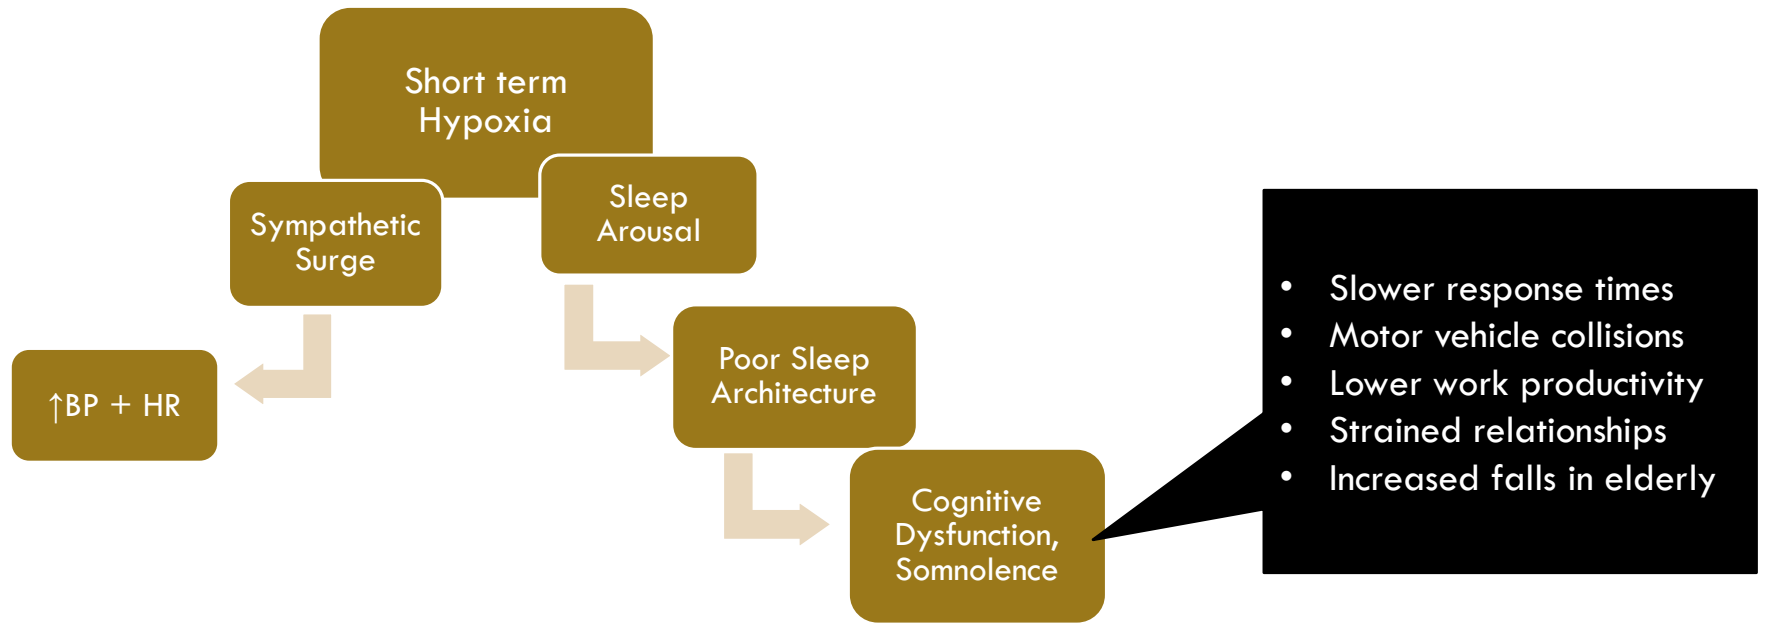 Short term
Hypoxia
Sympathetic
Surge
Sleep
Arousal
↑BP + HR
Poor Sleep
Architecture
Cognitive
Dysfunction,
Somnolence
• Slower response times
• Motor vehicle collisions
• Lower work productivity
• Strained relationships
• Increased falls in elderly